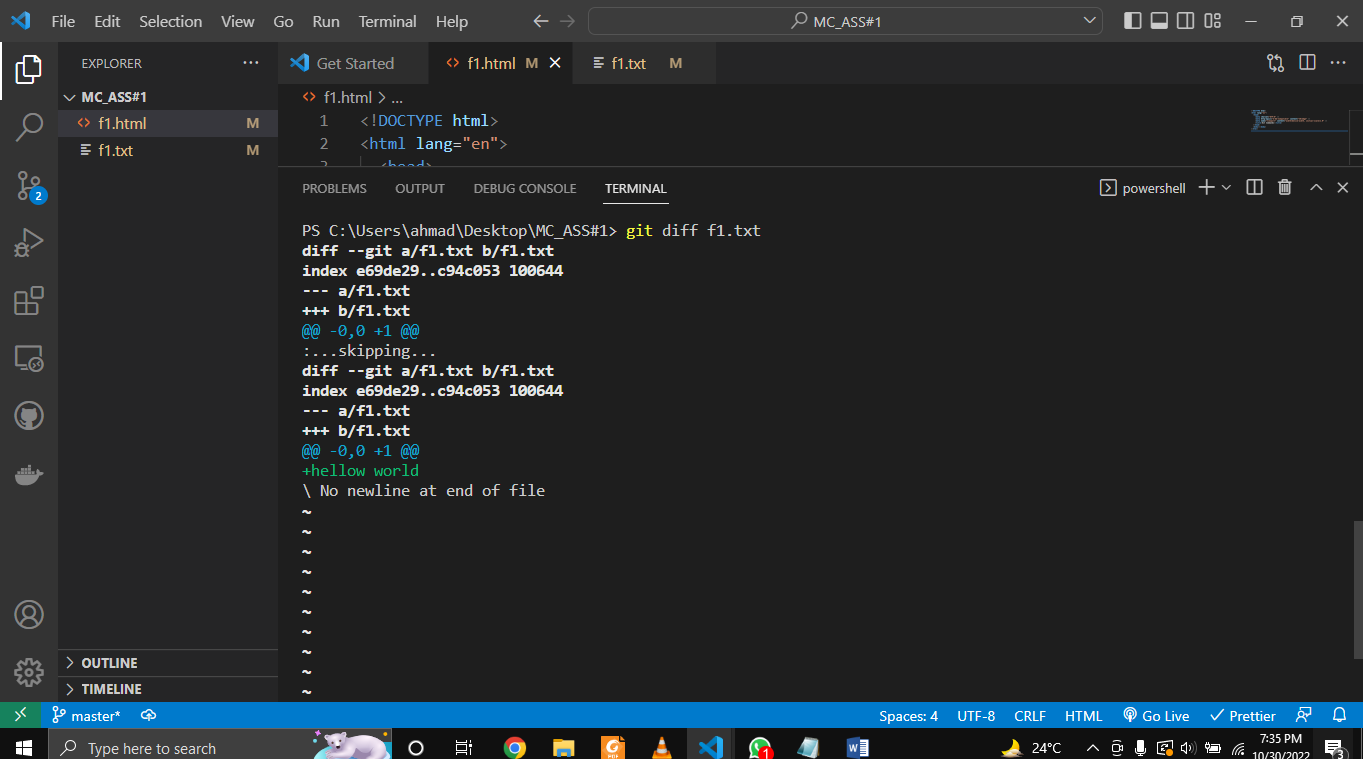 File Edit Selection View Go Run Terminal Help MC_ASS#1
EXPLORER
MC_ASS#1
f1.html M
f1.txt M
2
OUTLINE
TIMELINE
Get Started f1.html M f1.txt M
f1.html > ...
1 <!DOCTYPE html>
2 <html lang="en">
3 <head>
PROBLEMS OUTPUT DEBUG CONSOLE TERMINAL powershell
PS C:\Users\ahmad\Desktop\MC_ASS#1> git diff f1.txt
diff --git a/f1.txt b/f1.txt
index e69de29..c94c053 100644
--- a/f1.txt
+++ b/f1.txt
@@ -0,0 +1 @@
:...skipping...
diff --git a/f1.txt b/f1.txt
index e69de29..c94c053 100644
--- a/f1.txt
+++ b/f1.txt
@@ -0,0 +1 @@
+hellow world
\ No newline at end of file
~
~
~
~
~
~
~
~
~
~
master* Spaces: 4 UTF-8 CRLF HTML Go Live Prettier
Type here to search PDF 1 W 24°C 7:35 PM
10/30/2022 3